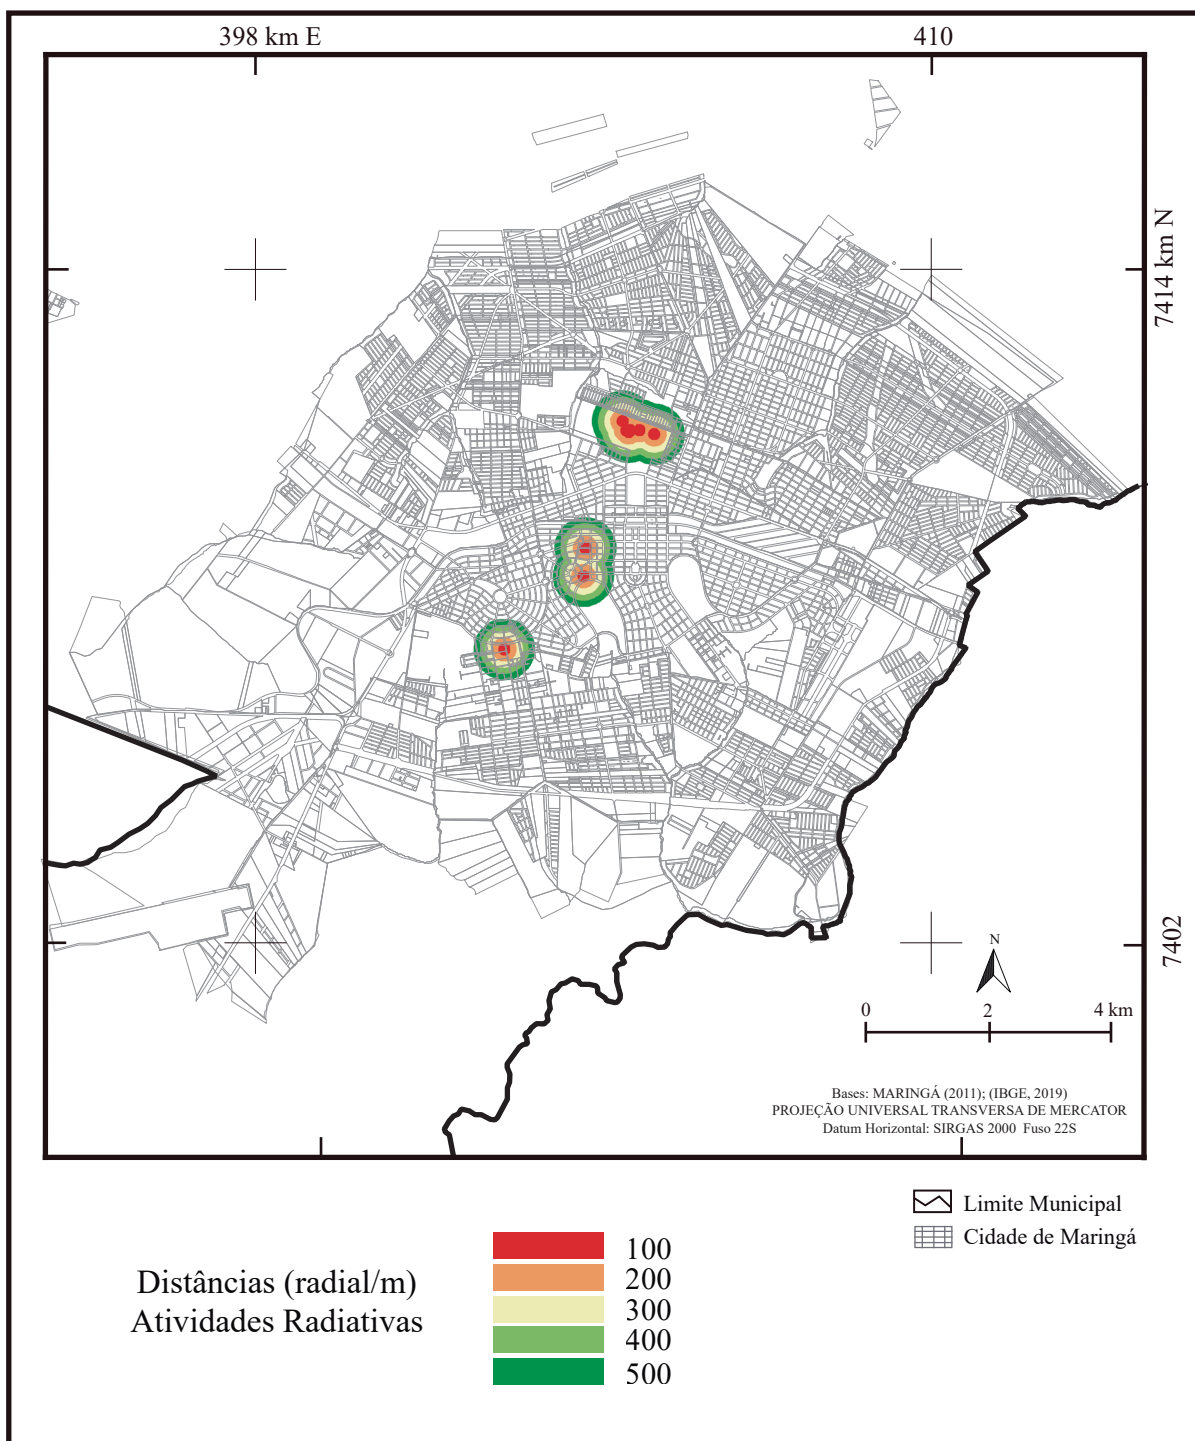 398 km E
410
7414 km N
7402
N
0 2 4 km
Bases: MARINGÁ (2011); (IBGE, 2019)
PROJEÇÃO UNIVERSAL TRANSVERSA DE MERCATOR
Datum Horizontal: SIRGAS 2000 Fuso 22S
Limite Municipal
Cidade de Maringá
Distâncias (radial/m)
Atividades Radiativas
100
200
300
400
500